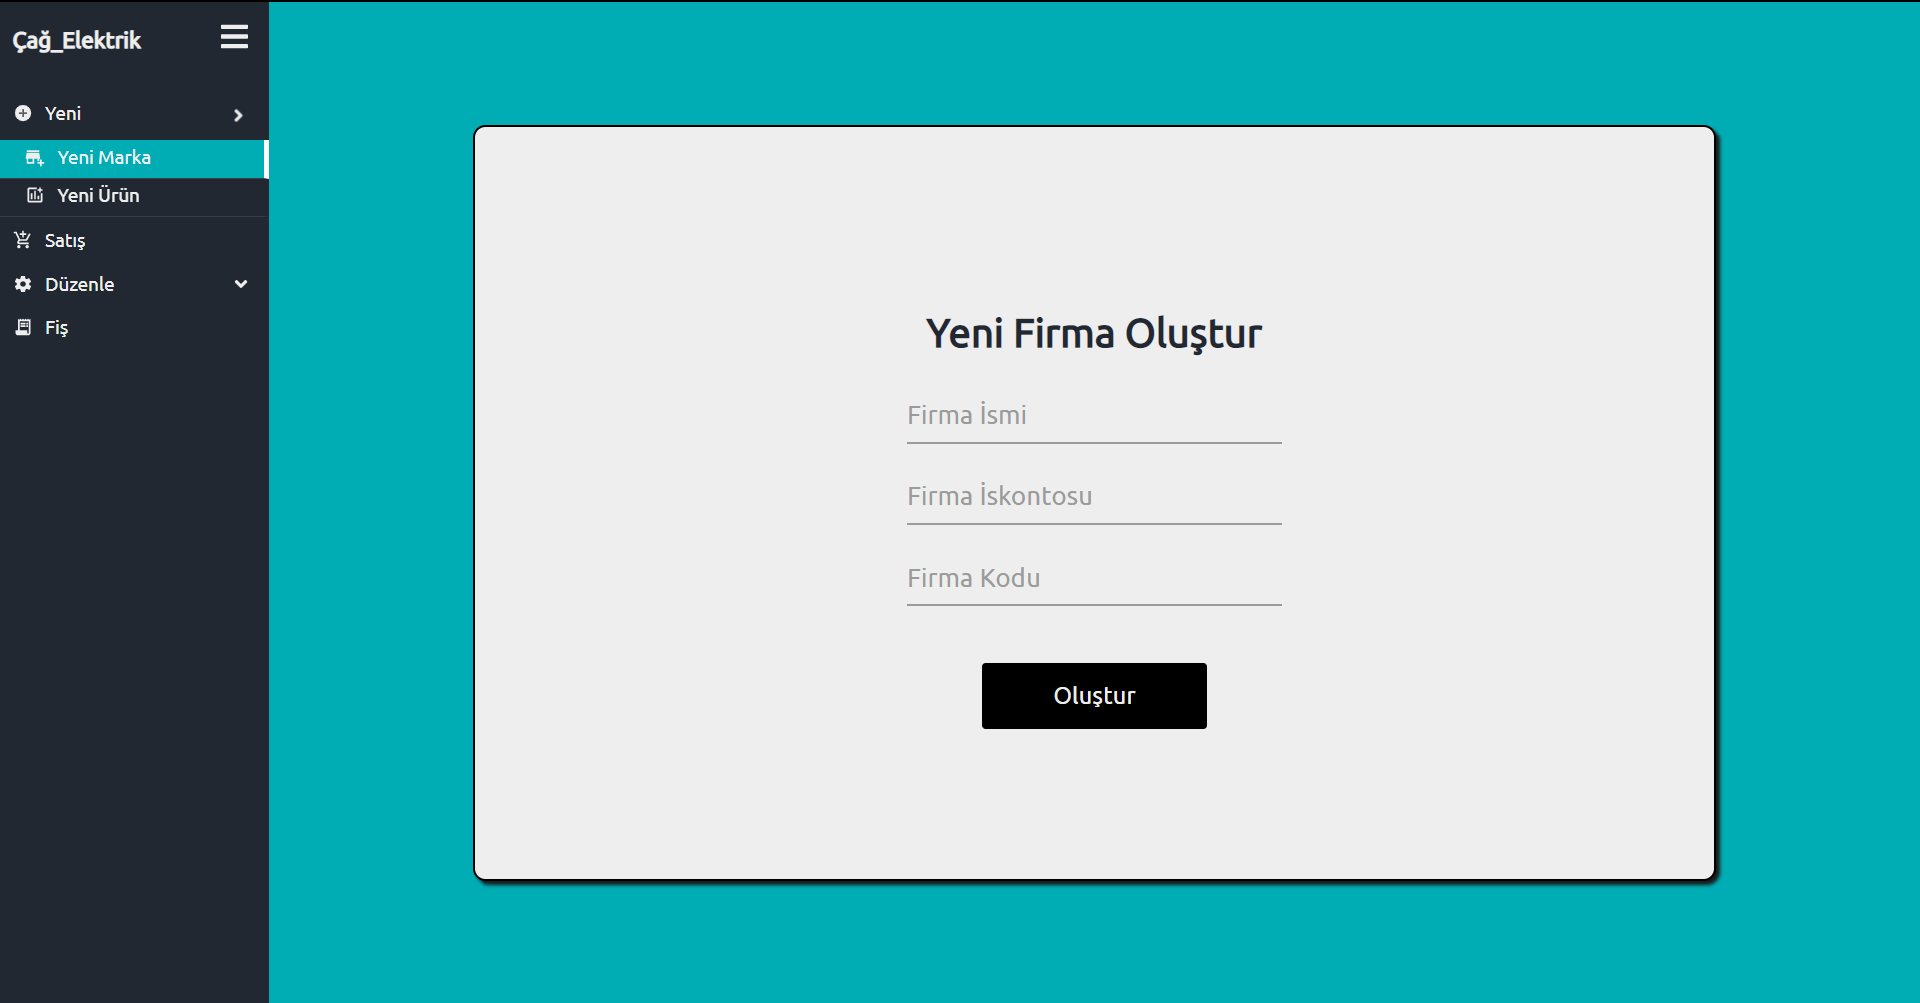 Çağ_Elektrik
Yeni
Yeni Marka
Yeni Ürün
Satış
Düzenle
Fiş
Yeni Firma Oluştur
Firma İsmi
Firma İskontosu
Firma Kodu
Oluştur